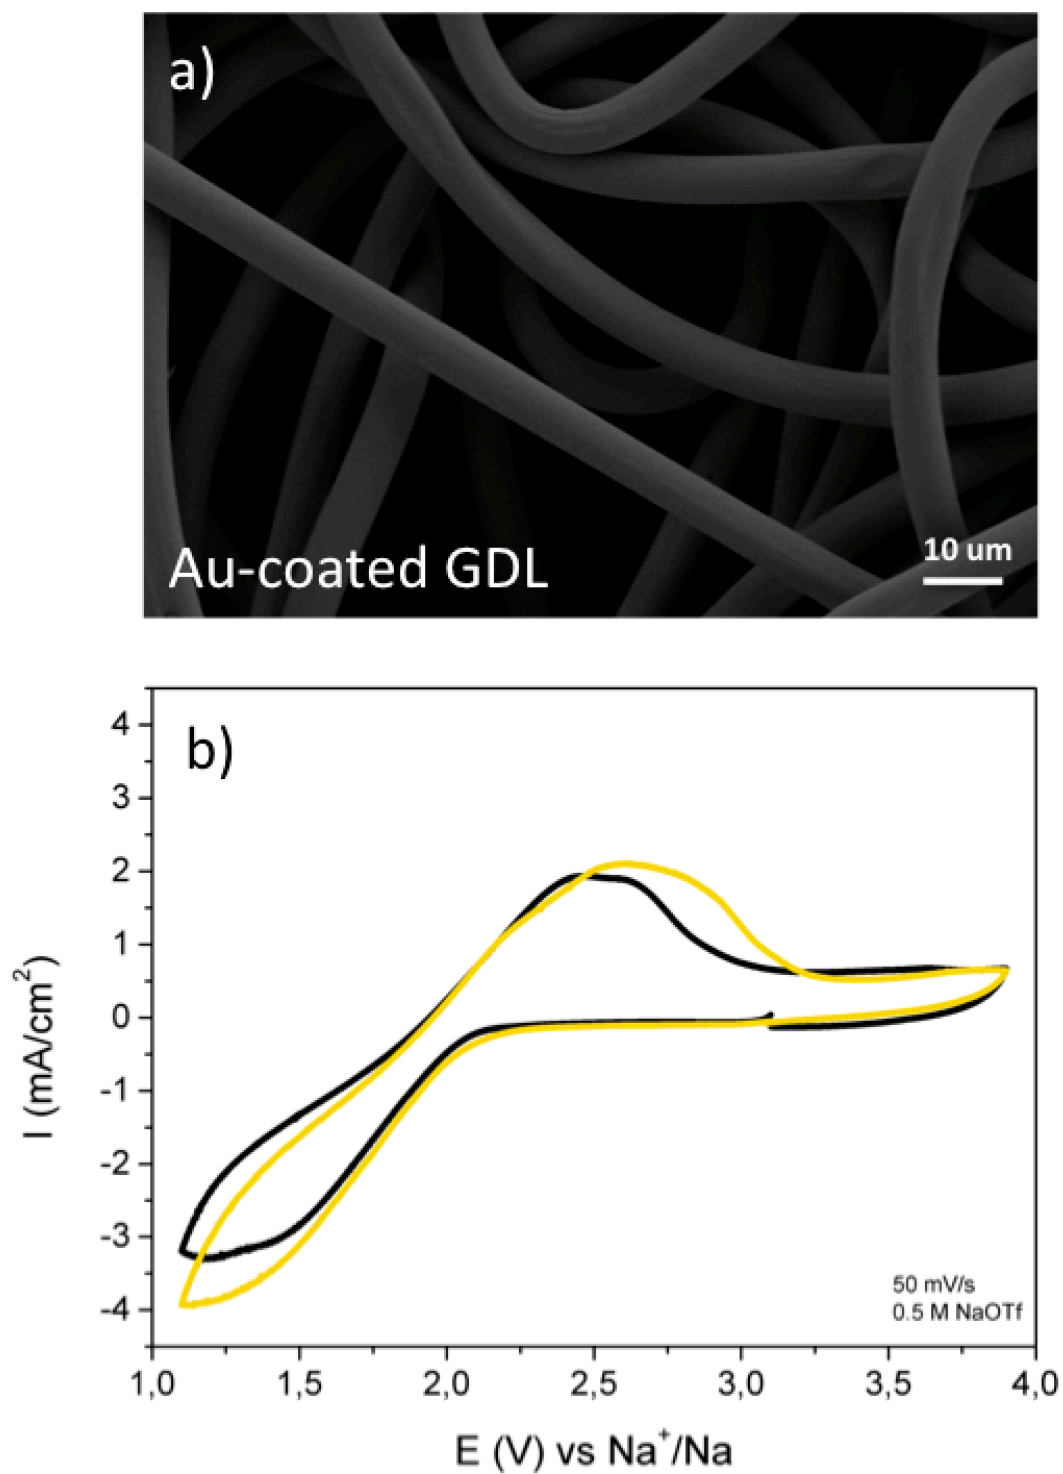 a)
Au-coated GDL
10 um
b)
4
3
2
1
0
-1
-2
-3
-4
I (mA/cm²)
50 mV/s
0.5 M NaOTf
1,0 1,5 2,0 2,5 3,0 3,5 4,0
E (V) vs Na⁺/Na